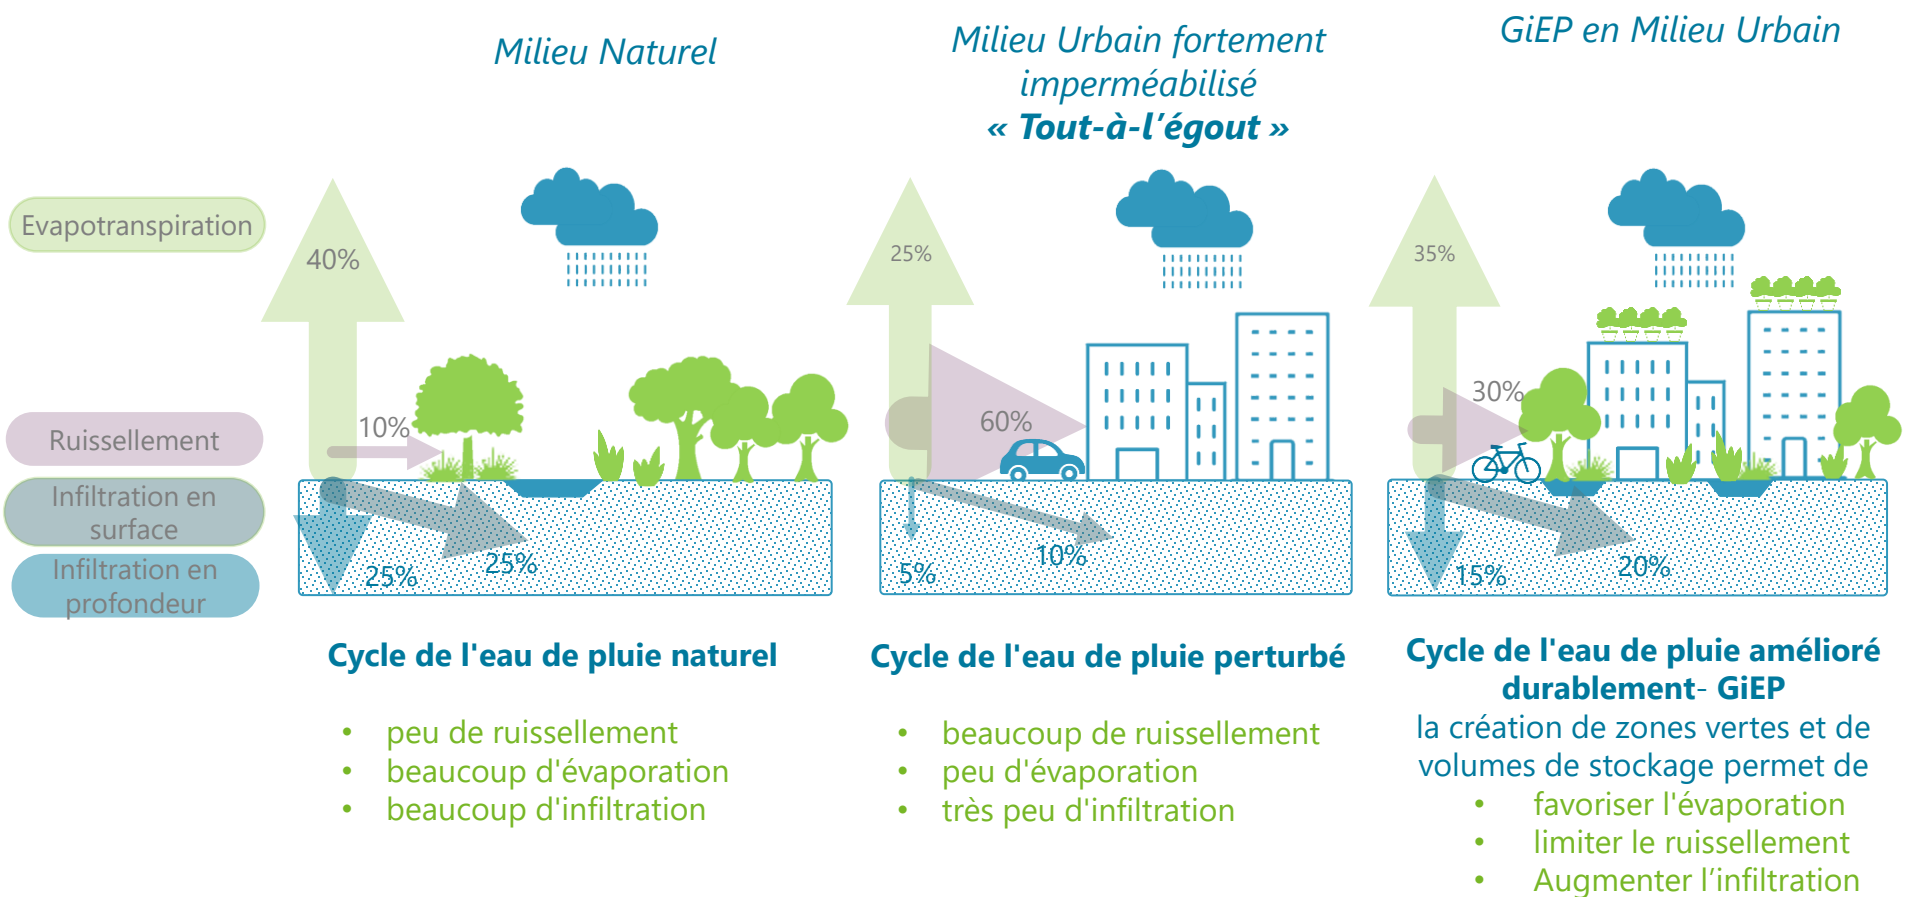 Milieu Naturel
Milieu Urbain fortement
imperméabilisé
« Tout-à-l’égout »
GiEP en Milieu Urbain
Evapotranspiration
Ruissellement
Infiltration en
surface
Infiltration en
profondeur
40%
10%
25%
25%
25%
60%
10%
5%
35%
30%
20%
15%
Cycle de l'eau de pluie naturel
• peu de ruissellement
• beaucoup d'évaporation
• beaucoup d'infiltration
Cycle de l'eau de pluie perturbé
• beaucoup de ruissellement
• peu d'évaporation
• très peu d'infiltration
Cycle de l'eau de pluie amélioré
durablement- GiEP
la création de zones vertes et de
volumes de stockage permet de
• favoriser l'évaporation
• limiter le ruissellement
• Augmenter l’infiltration